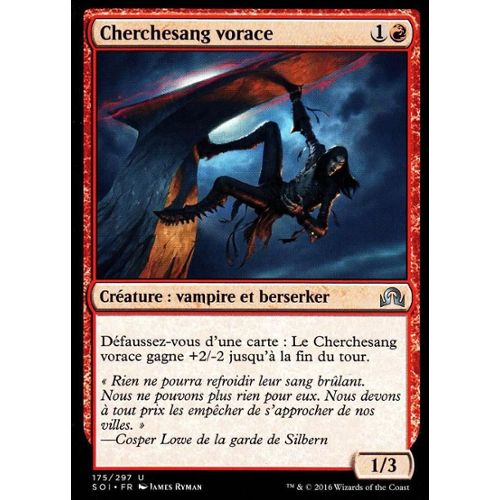 Cherchesang vorace 1
Créature : vampire et berserker
Défaussez-vous d'une carte : Le Cherchesang
vorace gagne +2/-2 jusqu'à la fin du tour.
« Rien ne pourra refroidir leur sang brûlant.
Nous ne pouvons plus rien pour eux. Nous devons
à tout prix les empêcher de s'approcher de nos
villes. »
—Cosper Lowe de la garde de Silbern
1/3
175/297 U
SOI • FR James Ryman
™ & © 2016 Wizards of the Coast